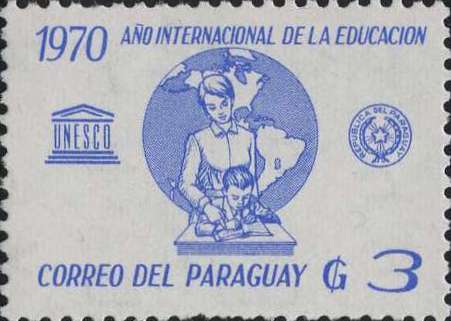 1970 AÑO INTERNACIONAL DE LA EDUCACION
UNESCO
REPUBLICA DEL PARAGUAY
CORREO DEL PARAGUAY ₲ 3